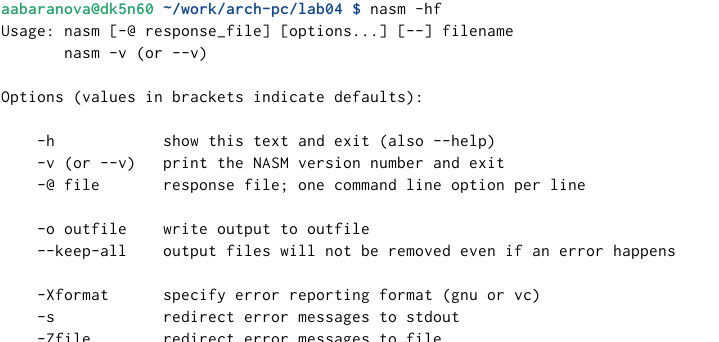 aabaranova@dk5n60 ~/work/arch-pc/lab04 $ nasm -hf
Usage: nasm [-@ response_file] [options...] [--] filename
       nasm -v (or --v)

Options (values in brackets indicate defaults):

    -h            show this text and exit (also --help)
    -v (or --v)   print the NASM version number and exit
    -@ file       response file; one command line option per line

    -o outfile    write output to outfile
    --keep-all    output files will not be removed even if an error happens

    -Xformat      specify error reporting format (gnu or vc)
    -s            redirect error messages to stdout
    -Zfile        redirect error messages to file